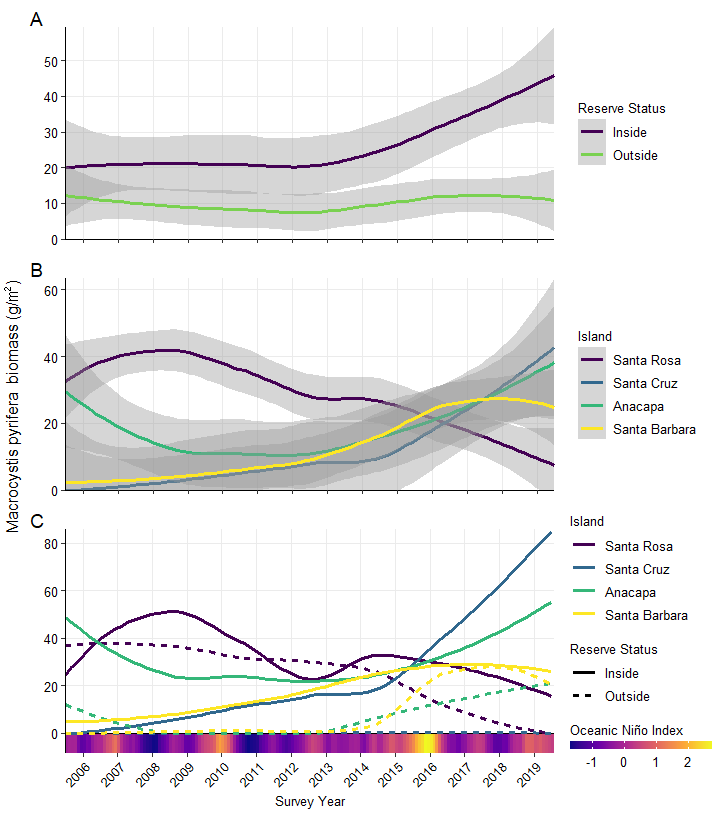 A
50
40
30
20
10
0
Reserve Status
Inside
Outside
B
60
40
20
0
Island
Santa Rosa
Santa Cruz
Anacapa
Santa Barbara
Macrocystis pyrifera biomass (g/m²)
C
80
60
40
20
0
2006
2007
2008
2009
2010
2011
2012
2013
2014
2015
2016
2017
2018
2019
Survey Year
Island
Santa Rosa
Santa Cruz
Anacapa
Santa Barbara
Reserve Status
Inside
Outside
Oceanic Niño Index
-1 0 1 2